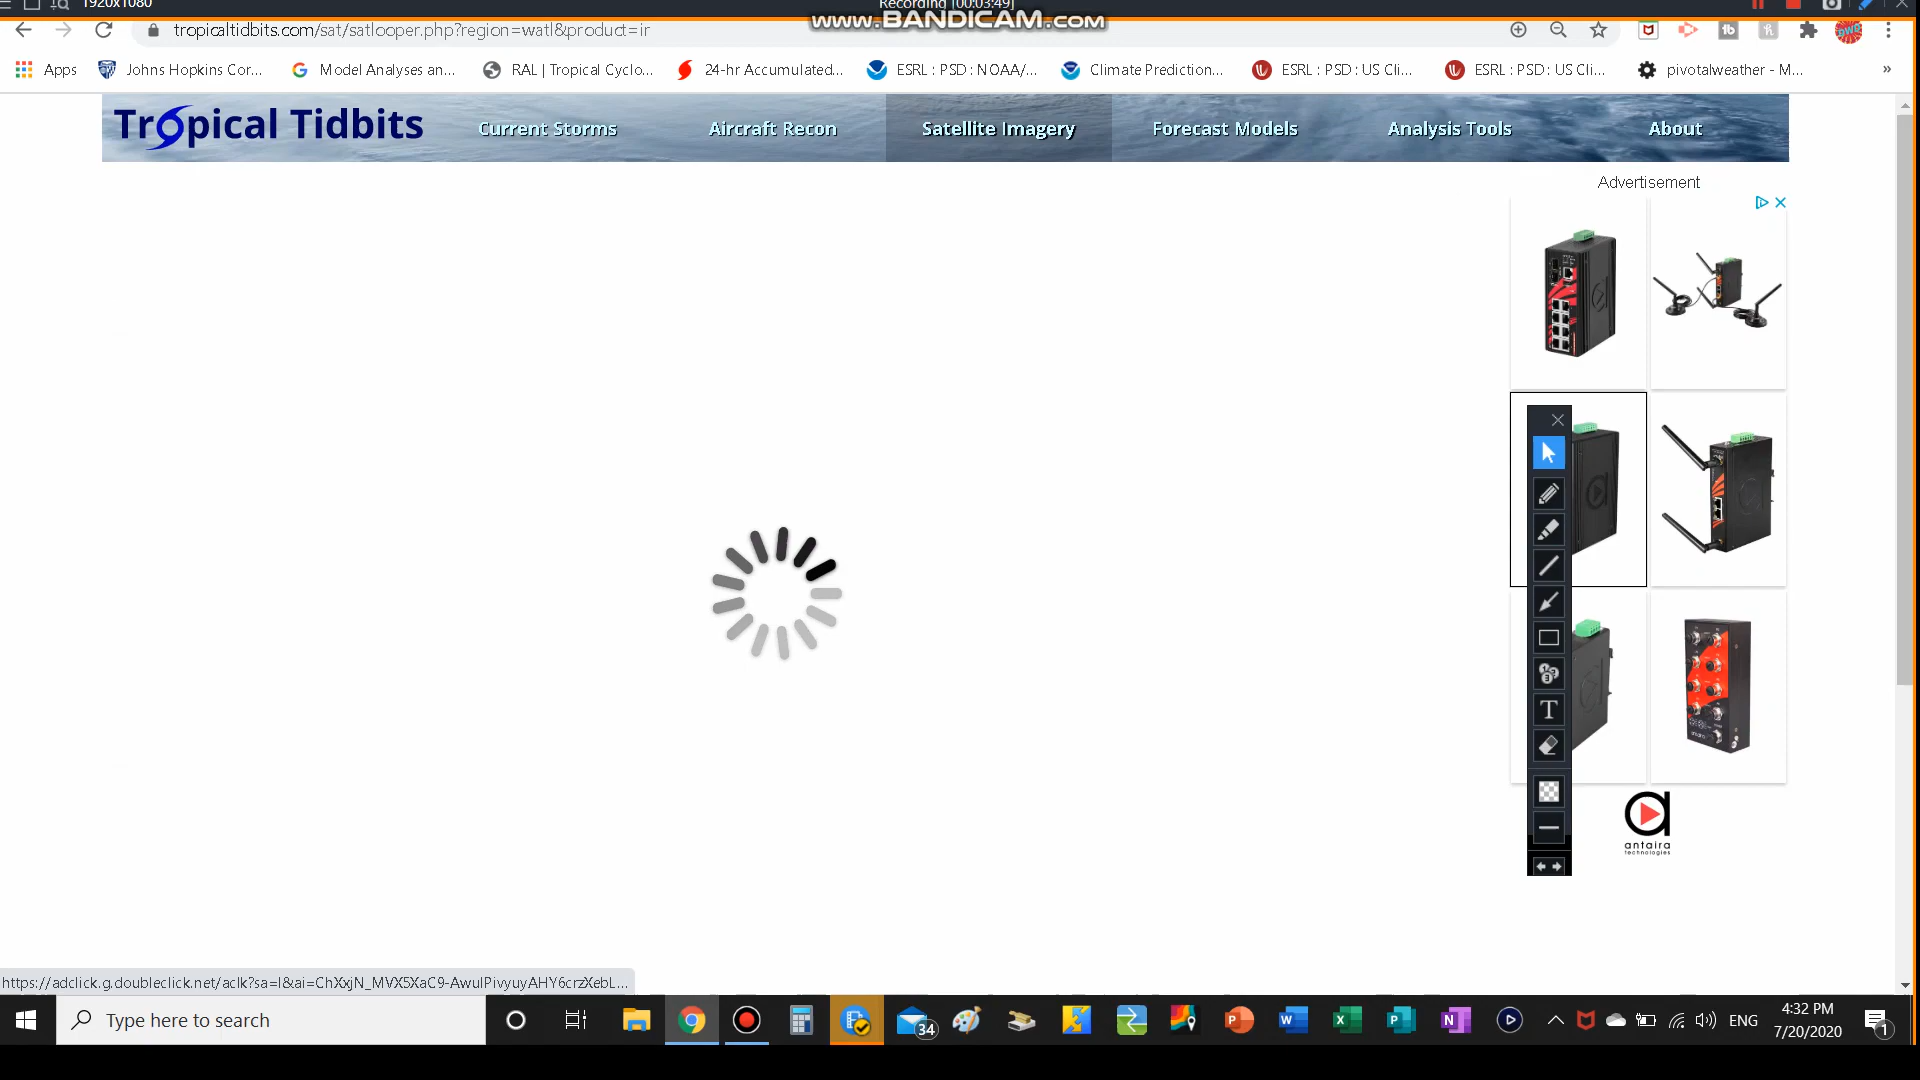 1920x1080
Recording [00:03:49]
www.BANDICAM.com
tropicaltidbits.com/sat/satlooper.php?region=watl&product=ir
Apps
Johns Hopkins Cor...
Model Analyses an...
RAL | Tropical Cyclo...
24-hr Accumulated...
ESRL : PSD : NOAA/...
Climate Prediction...
ESRL : PSD : US Cli...
ESRL : PSD : US Cli...
pivotalweather - M...
»
Tropical Tidbits
Current Storms
Aircraft Recon
Satellite Imagery
Forecast Models
Analysis Tools
About
Advertisement
T
antaira
technologies
https://adclick.g.doubleclick.net/aclk?sa=l&ai=ChXxjN_MVX5XaC9-AwuIPivyuyAHY6crzXebL...
Type here to search
34
ENG
4:32 PM
7/20/2020
1